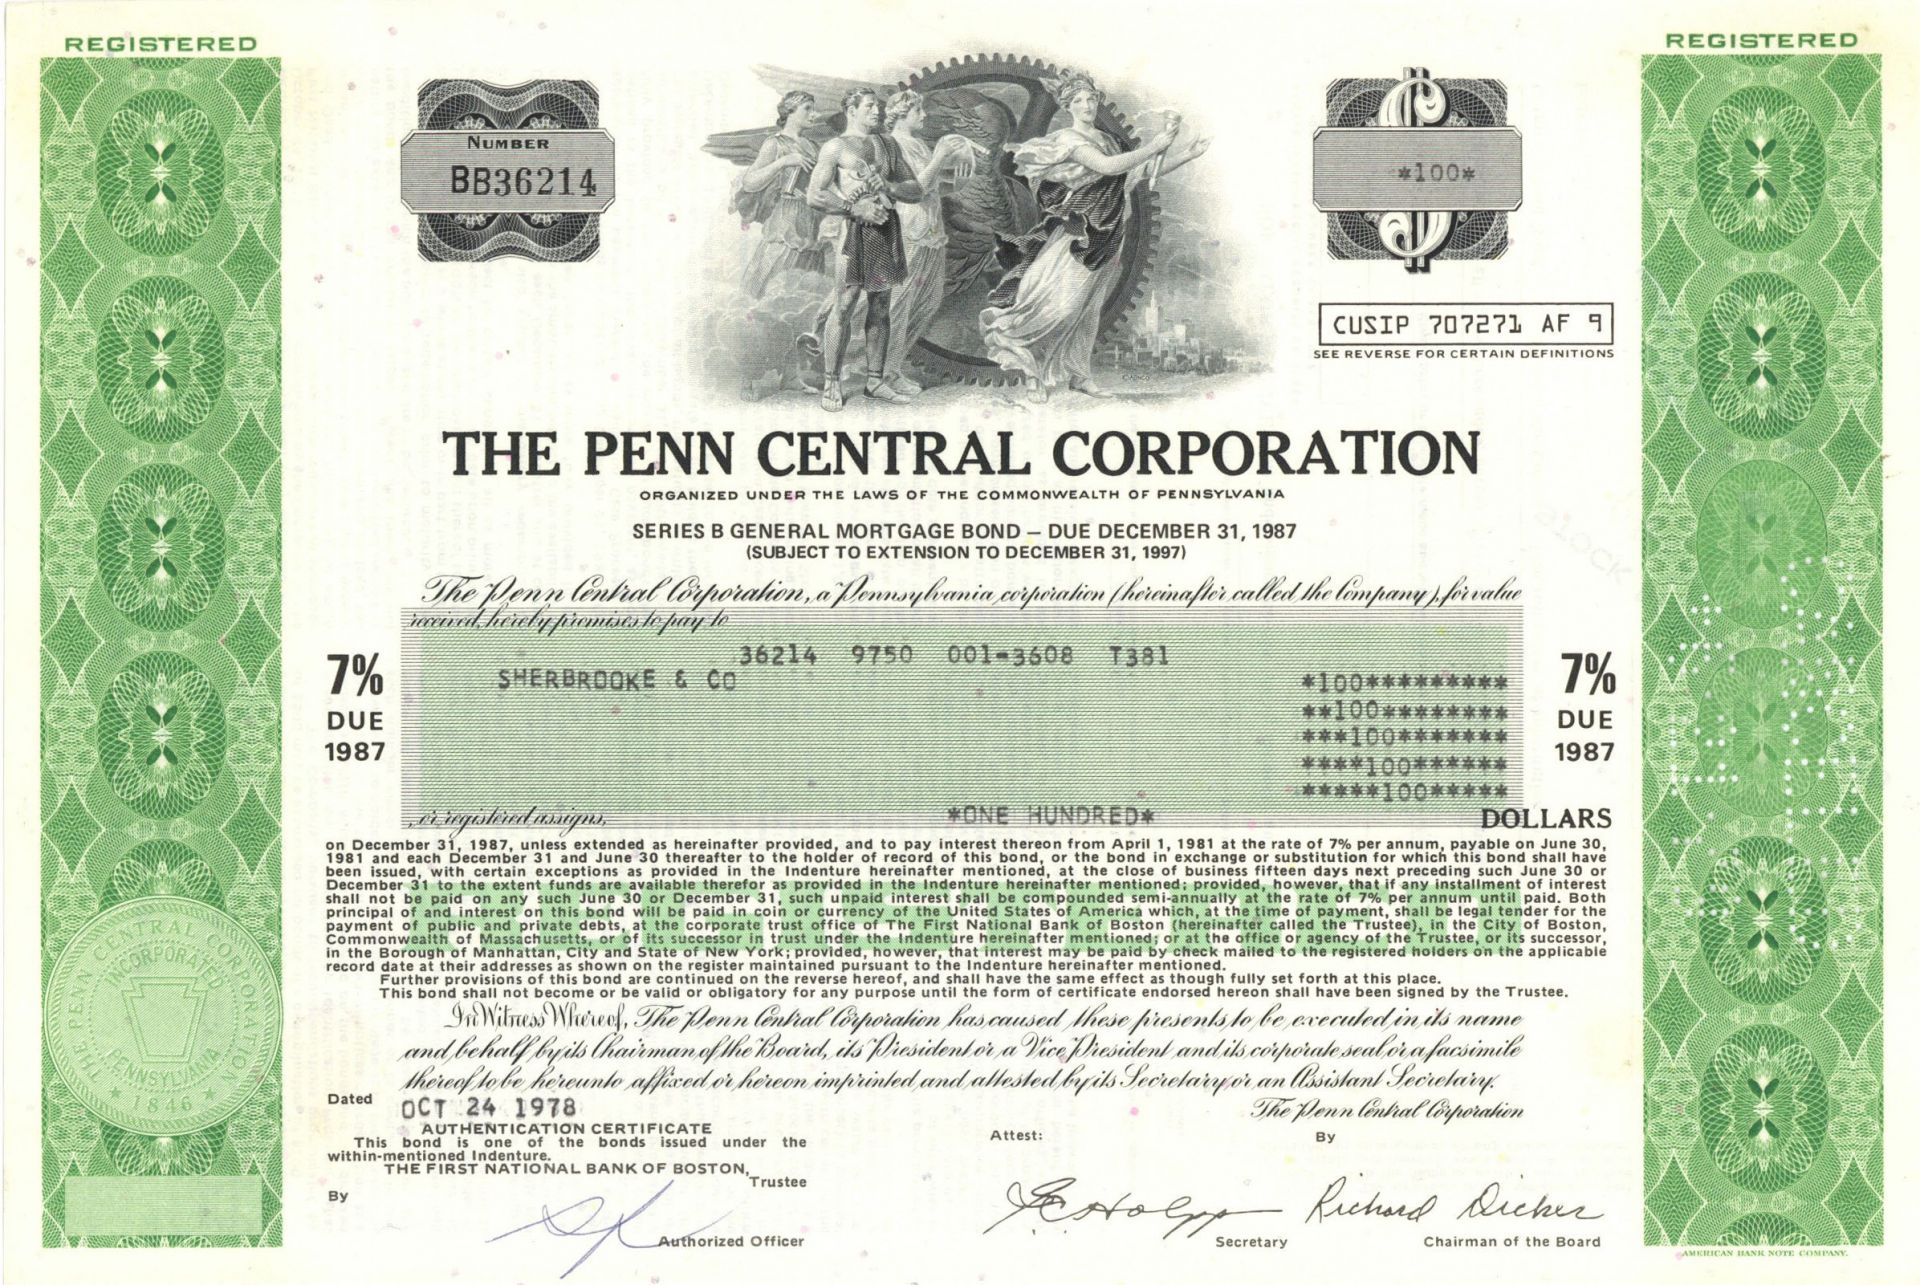 REGISTERED
REGISTERED
NUMBER
BB36214
*100*
CUSIP 707271 AF 9
SEE REVERSE FOR CERTAIN DEFINITIONS
THE PENN CENTRAL CORPORATION
ORGANIZED UNDER THE LAWS OF THE COMMONWEALTH OF PENNSYLVANIA
SERIES B GENERAL MORTGAGE BOND – DUE DECEMBER 31, 1987
(SUBJECT TO EXTENSION TO DECEMBER 31, 1997)
The Penn Central Corporation, a Pennsylvania corporation (hereinafter called the Company), for value
received, hereby promises to pay to
36214 9750 001-3608 T381
SHERBROOKE & CO
7%
DUE
1987
*100*********
**100********
***100*******
****100******
*****100*****
7%
DUE
1987
, or registered assigns,
*ONE HUNDRED*
DOLLARS
on December 31, 1987, unless extended as hereinafter provided, and to pay interest thereon from April 1, 1981 at the rate of 7% per annum, payable on June 30,
1981 and each December 31 and June 30 thereafter to the holder of record of this bond, or the bond in exchange or substitution for which this bond shall have
been issued, with certain exceptions as provided in the Indenture hereinafter mentioned, at the close of business fifteen days next preceding such June 30 or
December 31 to the extent funds are available therefor as provided in the Indenture hereinafter mentioned; provided, however, that if any installment of interest
shall not be paid on any such June 30 or December 31, such unpaid interest shall be compounded semi-annually at the rate of 7% per annum until paid. Both
principal of and interest on this bond will be paid in coin or currency of the United States of America which, at the time of payment, shall be legal tender for the
payment of public and private debts, at the corporate trust office of The First National Bank of Boston (hereinafter called the Trustee), in the City of Boston,
Commonwealth of Massachusetts, or of its successor in trust under the Indenture hereinafter mentioned; or at the office or agency of the Trustee, or its successor,
in the Borough of Manhattan, City and State of New York; provided, however, that interest may be paid by check mailed to the registered holders on the applicable
record date at their addresses as shown on the register maintained pursuant to the Indenture hereinafter mentioned.
Further provisions of this bond are continued on the reverse hereof, and shall have the same effect as though fully set forth at this place.
This bond shall not become or be valid or obligatory for any purpose until the form of certificate endorsed hereon shall have been signed by the Trustee.
In Witness Whereof, The Penn Central Corporation has caused these presents to be executed in its name
and behalf by its Chairman of the Board, its President or a Vice President and its corporate seal or a facsimile
thereof to be hereunto affixed or hereon imprinted and attested by its Secretary or an Assistant Secretary.
THE PENN CENTRAL CORPORATION
INCORPORATED
PENNSYLVANIA
1846
Dated OCT 24 1978
The Penn Central Corporation
AUTHENTICATION CERTIFICATE
This bond is one of the bonds issued under the
within-mentioned Indenture.
THE FIRST NATIONAL BANK OF BOSTON,
Trustee
By
Authorized Officer
Attest:
Secretary
By
Richard Dicker
Chairman of the Board
AMERICAN BANK NOTE COMPANY.